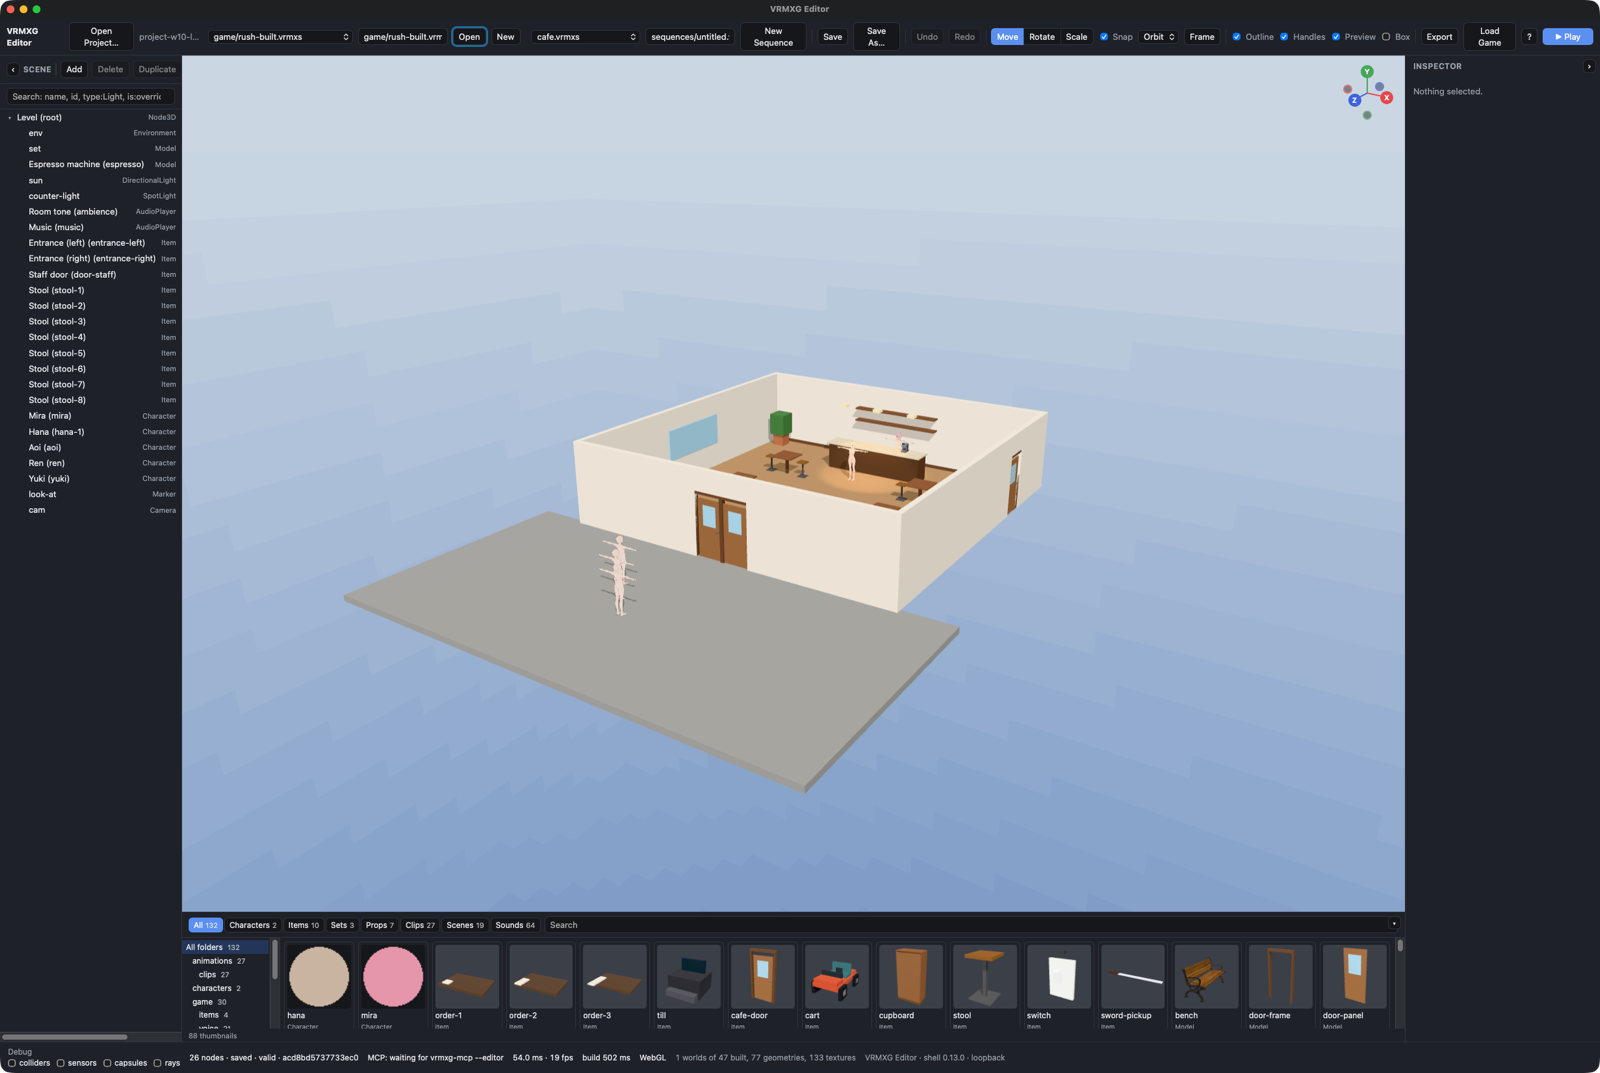 VRMXG Editor
VRMXG Editor
Open Project...
project-w10-l...
game/rush-built.vrmxs
game/rush-built.vrm
Open
New
cafe.vrmxs
sequences/untitled.
New Sequence
Save
Save As...
Undo
Redo
Move
Rotate
Scale
Snap
Orbit
Frame
Outline
Handles
Preview
Box
Export
Load Game
?
Play
SCENE
Add
Delete
Duplicate
INSPECTOR
Search: name, id, type:Light, is:overri
Nothing selected.
Level (root) Node3D
env Environment
set Model
Espresso machine (espresso) Model
sun DirectionalLight
counter-light SpotLight
Room tone (ambience) AudioPlayer
Music (music) AudioPlayer
Entrance (left) (entrance-left) Item
Entrance (right) (entrance-right) Item
Staff door (door-staff) Item
Stool (stool-1) Item
Stool (stool-2) Item
Stool (stool-3) Item
Stool (stool-4) Item
Stool (stool-5) Item
Stool (stool-6) Item
Stool (stool-7) Item
Stool (stool-8) Item
Mira (mira) Character
Hana (hana-1) Character
Aoi (aoi) Character
Ren (ren) Character
Yuki (yuki) Character
look-at Marker
cam Camera
Y
X
Z
All 132
Characters 2
Items 10
Sets 3
Props 7
Clips 27
Scenes 19
Sounds 64
Search
All folders 132
animations 27
clips 27
characters 2
game 30
items 4
voice 21
hana
Character
mira
Character
order-1
Item
order-2
Item
order-3
Item
till
Item
cafe-door
Item
cart
Item
cupboard
Item
stool
Item
switch
Item
sword-pickup
Item
bench
Model
door-frame
Model
door-panel
Model
88 thumbnails
Debug
colliders
sensors
capsules
rays
26 nodes · saved · valid · acd8bd5737733ec0
MCP: waiting for vrmxg-mcp --editor
54.0 ms · 19 fps
build 502 ms
WebGL
1 worlds of 47 built, 77 geometries, 133 textures
VRMXG Editor · shell 0.13.0 · loopback